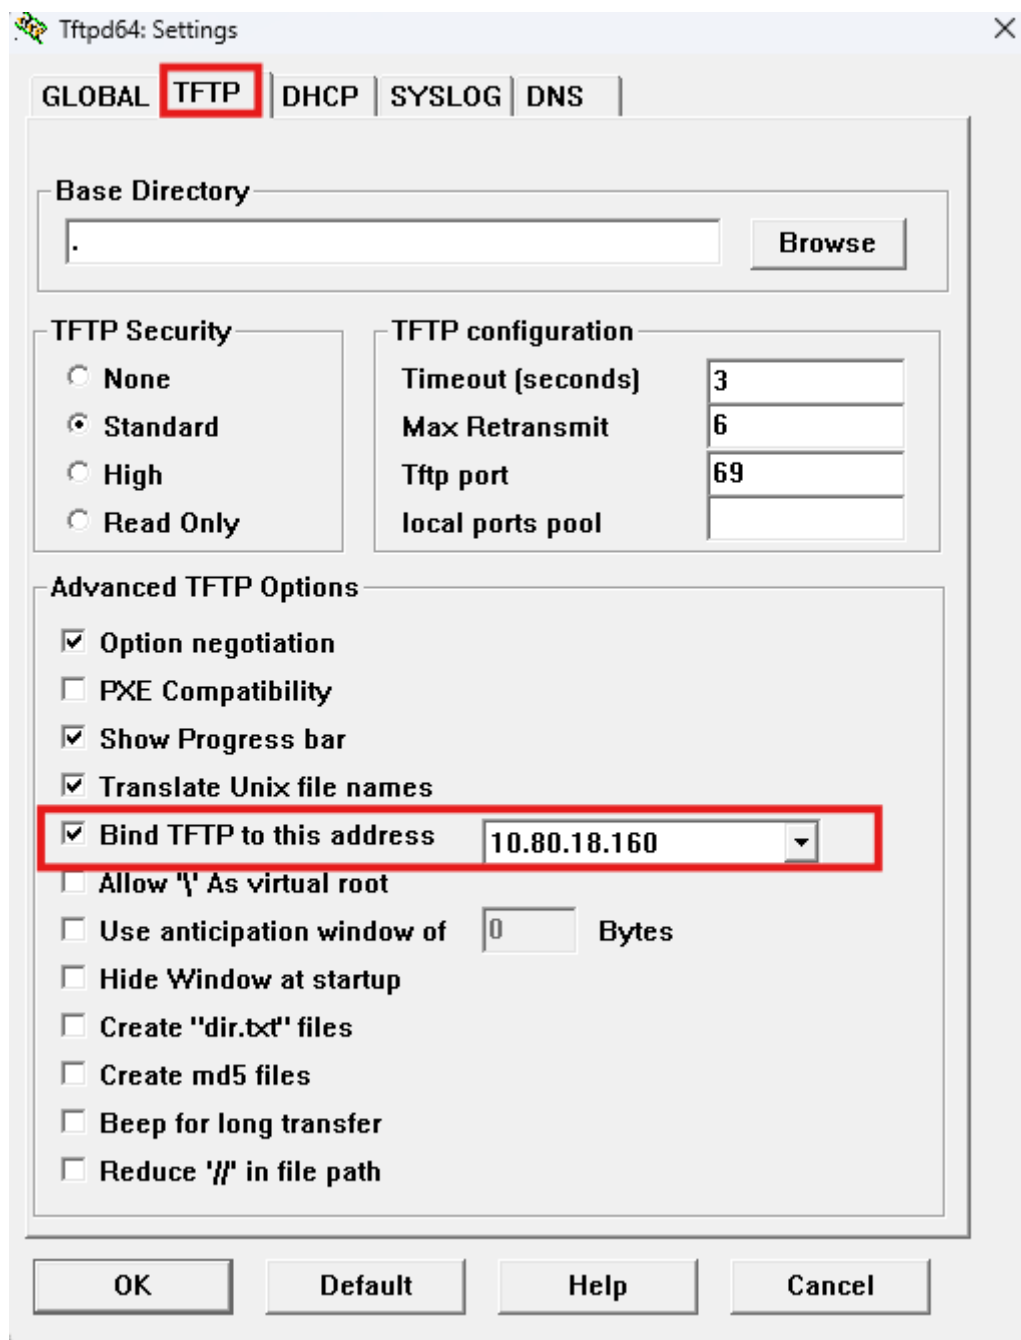 Tftpd64: Settings
GLOBAL TFTP DHCP SYSLOG DNS
Base Directory
.
Browse
TFTP Security
None
Standard
High
Read Only
TFTP configuration
Timeout (seconds) 3
Max Retransmit 6
Tftp port 69
local ports pool
Advanced TFTP Options
Option negotiation
PXE Compatibility
Show Progress bar
Translate Unix file names
Bind TFTP to this address 10.80.18.160
Allow '\' As virtual root
Use anticipation window of 0 Bytes
Hide Window at startup
Create "dir.txt" files
Create md5 files
Beep for long transfer
Reduce '//' in file path
OK Default Help Cancel